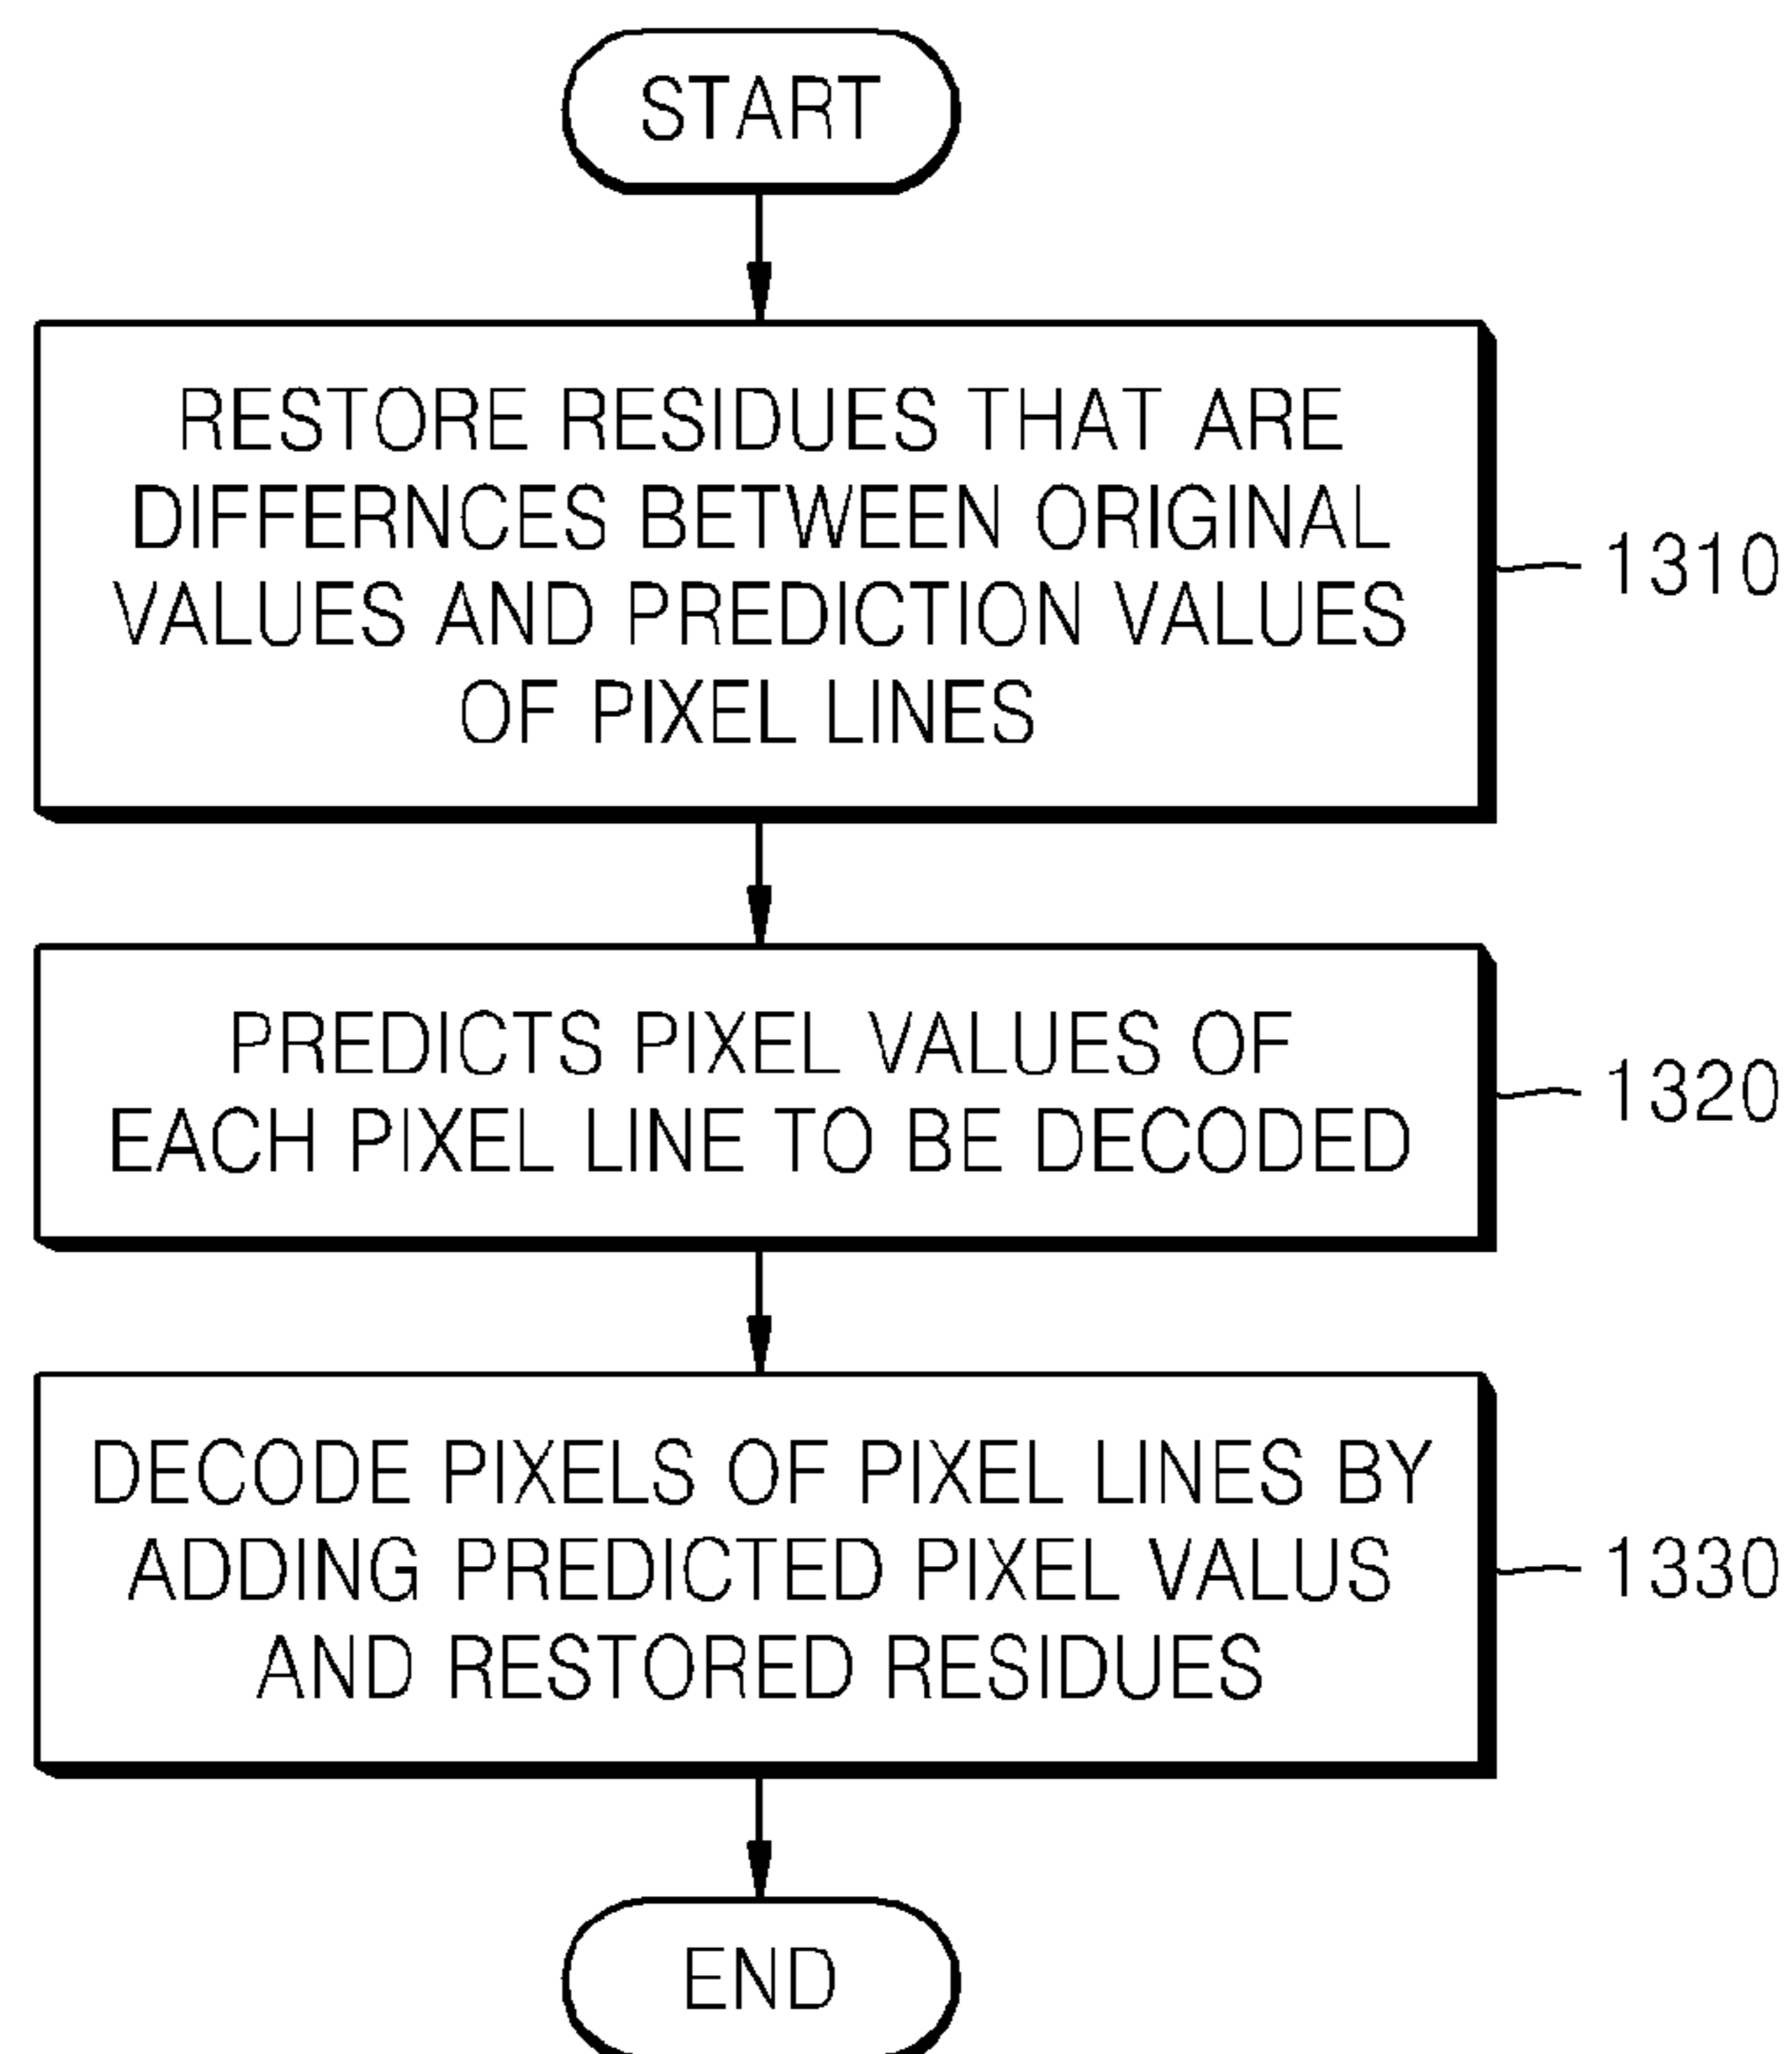 START
RESTORE RESIDUES THAT ARE
DIFFERNCES BETWEEN ORIGINAL
VALUES AND PREDICTION VALUES
OF PIXEL LINES
1310
PREDICTS PIXEL VALUES OF
EACH PIXEL LINE TO BE DECODED
1320
DECODE PIXELS OF PIXEL LINES BY
ADDING PREDICTED PIXEL VALUS
AND RESTORED RESIDUES
1330
END